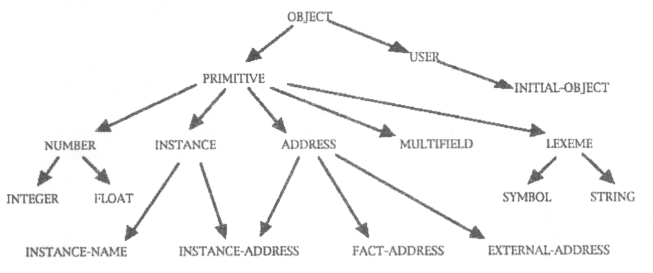 OBJECT
USER
PRIMITIVE
INITIAL-OBJECT
NUMBER INSTANCE ADDRESS MULTIFIELD LEXEME
INTEGER FLOAT SYMBOL STRING
INSTANCE-NAME INSTANCE-ADDRESS FACT-ADDRESS EXTERNAL-ADDRESS